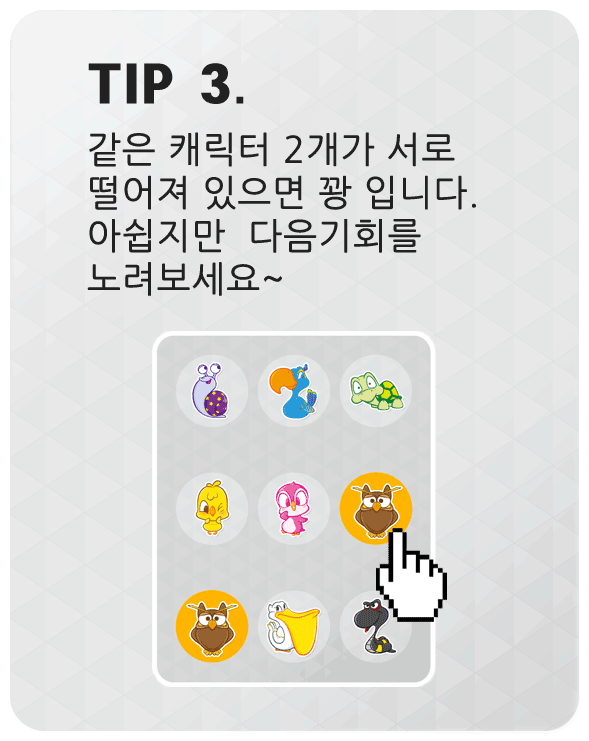 TIP 3.
같은 캐릭터 2개가 서로
떨어져 있으면 꽝 입니다.
아쉽지만 다음기회를
노려보세요~